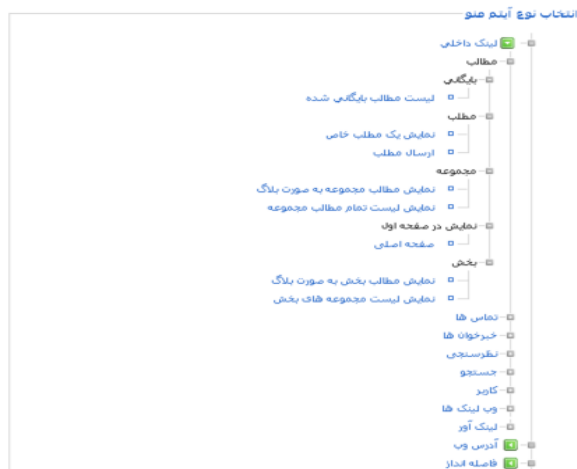 انتخاب نوع آیتم منو
لینک داخلی
مطالب
بایگانی
لیست مطالب بایگانی شده
مطلب
نمایش یک مطلب خاص
ارسال مطلب
مجموعه
نمایش مطالب مجموعه به صورت بلاگ
نمایش لیست تمام مطالب مجموعه
نمایش در صفحه اول
صفحه اصلی
بخش
نمایش مطالب بخش به صورت بلاگ
نمایش لیست مجموعه های بخش
تماس ها
خبرخوان ها
نظرسنجی
جستجو
کاربر
وب لینک ها
لینک آور
آدرس وب
فاصله انداز